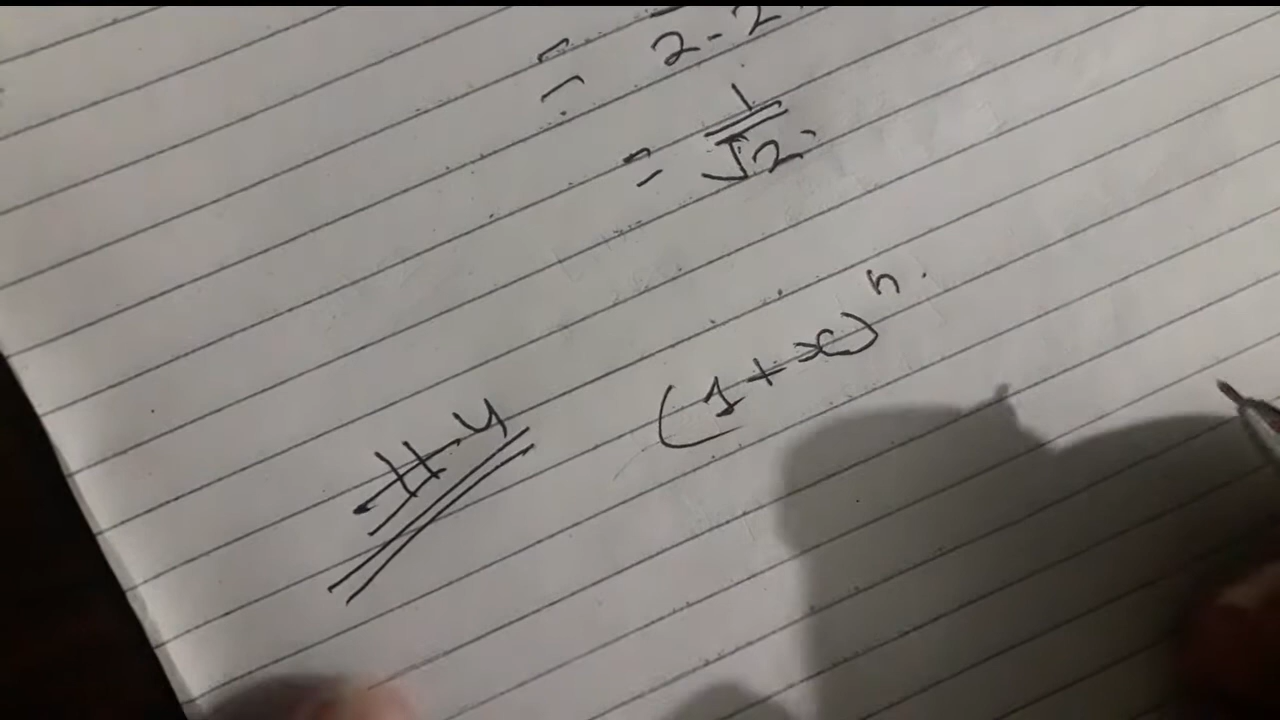 = 2-2
= 1/√2.
#4 (1+x)^n.